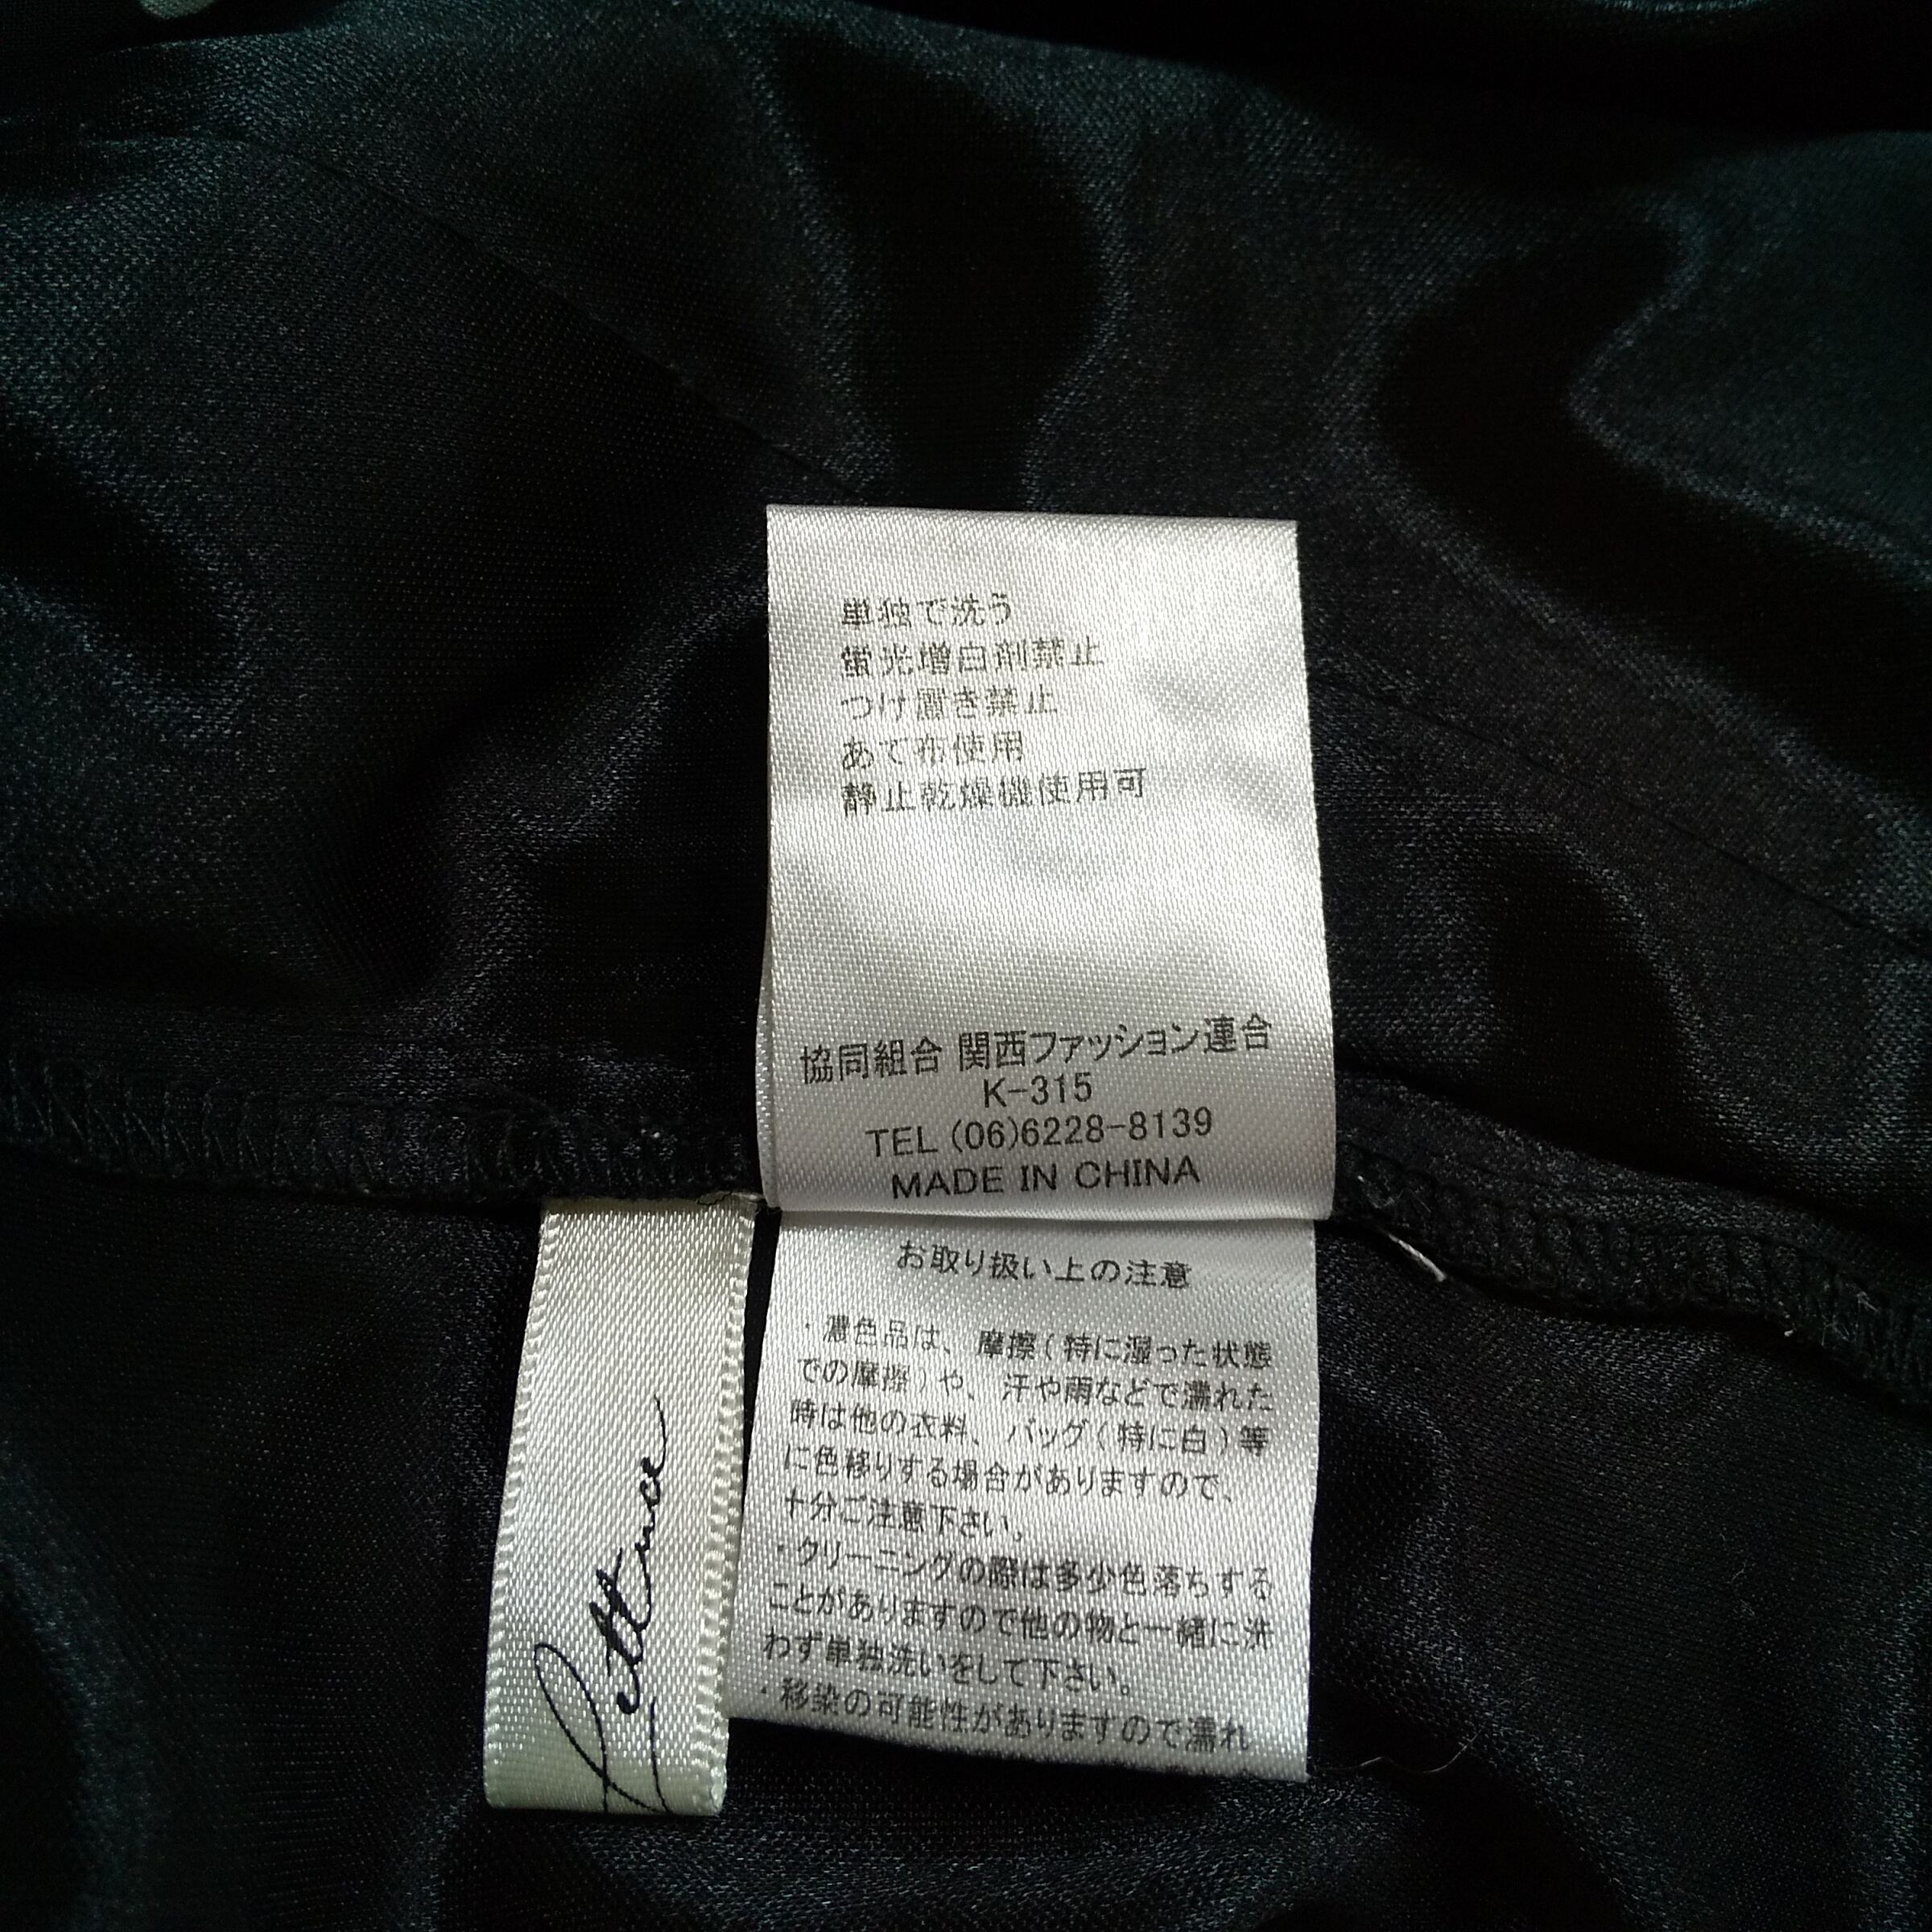 単独で洗う
蛍光増白剤禁止
つけ置き禁止
あて布使用
静止乾燥機使用可
協同組合 関西ファッション連合
K-315
TEL (06)6228-8139
MADE IN CHINA
お取り扱い上の注意
・濃色品は、摩擦(特に湿った状態
での摩擦)や、汗や雨などで濡れた
時は他の衣料、バッグ(特に白)等
に色移りする場合がありますので、
十分ご注意下さい。
・クリーニングの際は多少色落ちする
ことがありますので他の物と一緒に洗
わず単独洗いをして下さい。
・移染の可能性がありますので濡れ